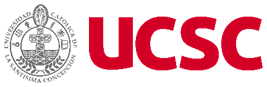 UNIVERSIDAD CATOLICA DE
LA SANTISIMA CONCEPCION
UCSC